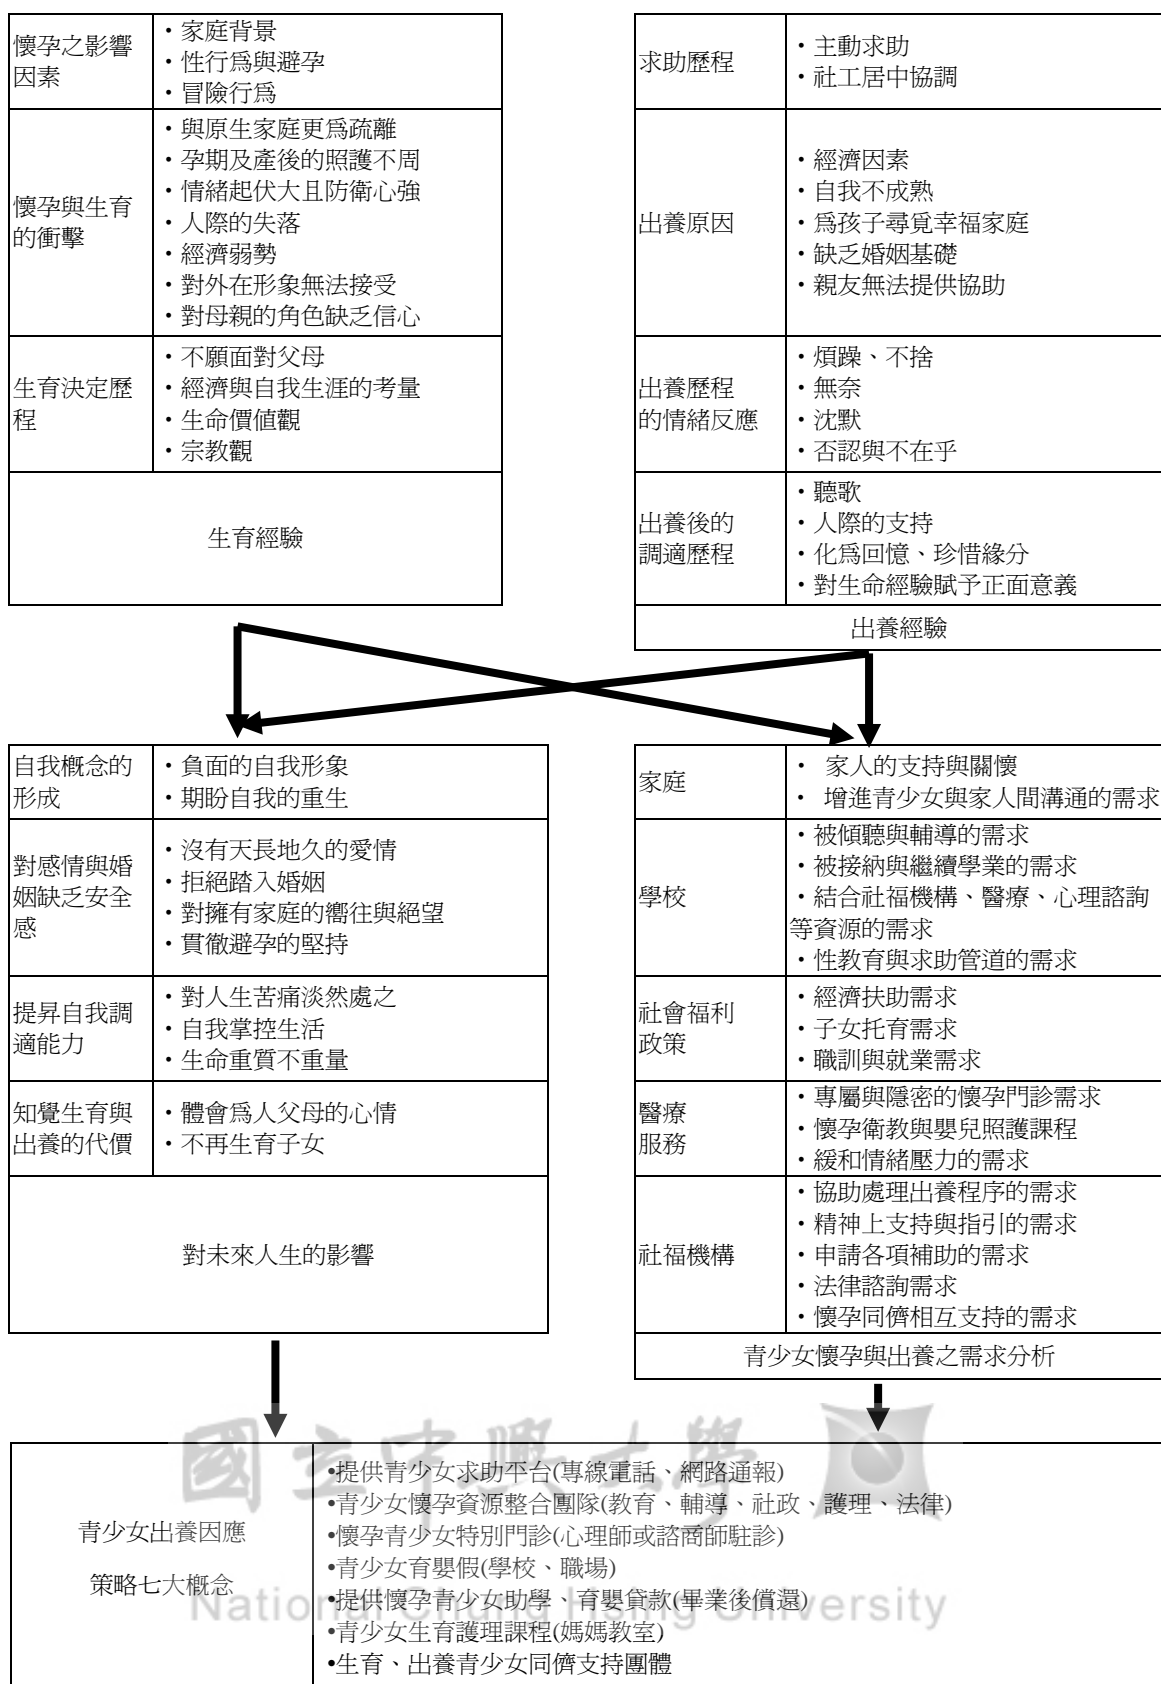 懷孕之影響
因素
・家庭背景
・性行為與避孕
・冒險行為
懷孕與生育
的衝擊
・與原生家庭更為疏離
・孕期及產後的照護不周
・情緒起伏大且防衛心強
・人際的失落
・經濟弱勢
・對外在形象無法接受
・對母親的角色缺乏信心
生育決定歷
程
・不願面對父母
・經濟與自我生涯的考量
・生命價值觀
・宗教觀
生育經驗
求助歷程
・主動求助
・社工居中協調
出養原因
・經濟因素
・自我不成熟
・為孩子尋覓幸福家庭
・缺乏婚姻基礎
・親友無法提供協助
出養歷程
的情緒反應
・煩躁、不捨
・無奈
・沈默
・否認與不在乎
出養後的
調適歷程
・聽歌
・人際的支持
・化為回憶、珍惜緣分
・對生命經驗賦予正面意義
出養經驗
自我概念的
形成
・負面的自我形象
・期盼自我的重生
對感情與婚
姻缺乏安全
感
・沒有天長地久的愛情
・拒絕踏入婚姻
・對擁有家庭的嚮往與絕望
・貫徹避孕的堅持
提昇自我調
適能力
・對人生苦痛淡然處之
・自我掌控生活
・生命重質不重量
知覺生育與
出養的代價
・體會為人父母的心情
・不再生育子女
對未來人生的影響
家庭
・ 家人的支持與關懷
・ 增進青少女與家人間溝通的需求
學校
・被傾聽與輔導的需求
・被接納與繼續學業的需求
・結合社福機構、醫療、心理諮詢
等資源的需求
・性教育與求助管道的需求
社會福利
政策
・經濟扶助需求
・子女托育需求
・職訓與就業需求
醫療
服務
・專屬與隱密的懷孕門診需求
・懷孕衛教與嬰兒照護課程
・緩和情緒壓力的需求
社福機構
・協助處理出養程序的需求
・精神上支持與指引的需求
・申請各項補助的需求
・法律諮詢需求
・懷孕同儕相互支持的需求
青少女懷孕與出養之需求分析
國立中興大學
青少女出養因應
策略七大概念
•提供青少女求助平台(專線電話、網路通報)
•青少女懷孕資源整合團隊(教育、輔導、社政、護理、法律)
•懷孕青少女特別門診(心理師或諮商師駐診)
•青少女育嬰假(學校、職場)
•提供懷孕青少女助學、育嬰貸款(畢業後償還)
•青少女生育護理課程(媽媽教室)
•生育、出養青少女同儕支持團體
National Chung Hsing University